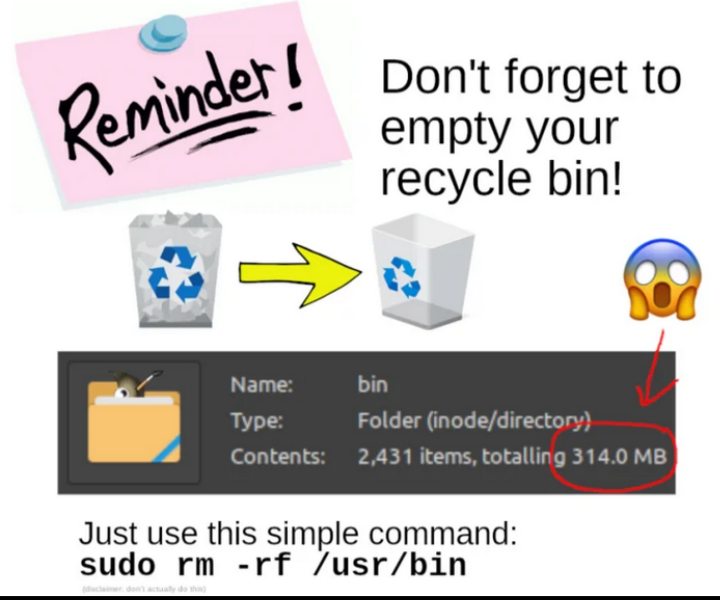 Reminder!
Don't forget to
empty your
recycle bin!
Name: bin
Type: Folder (inode/directory)
Contents: 2,431 items, totalling 314.0 MB
Just use this simple command:
sudo rm -rf /usr/bin
(disclaimer: don't actually do this)